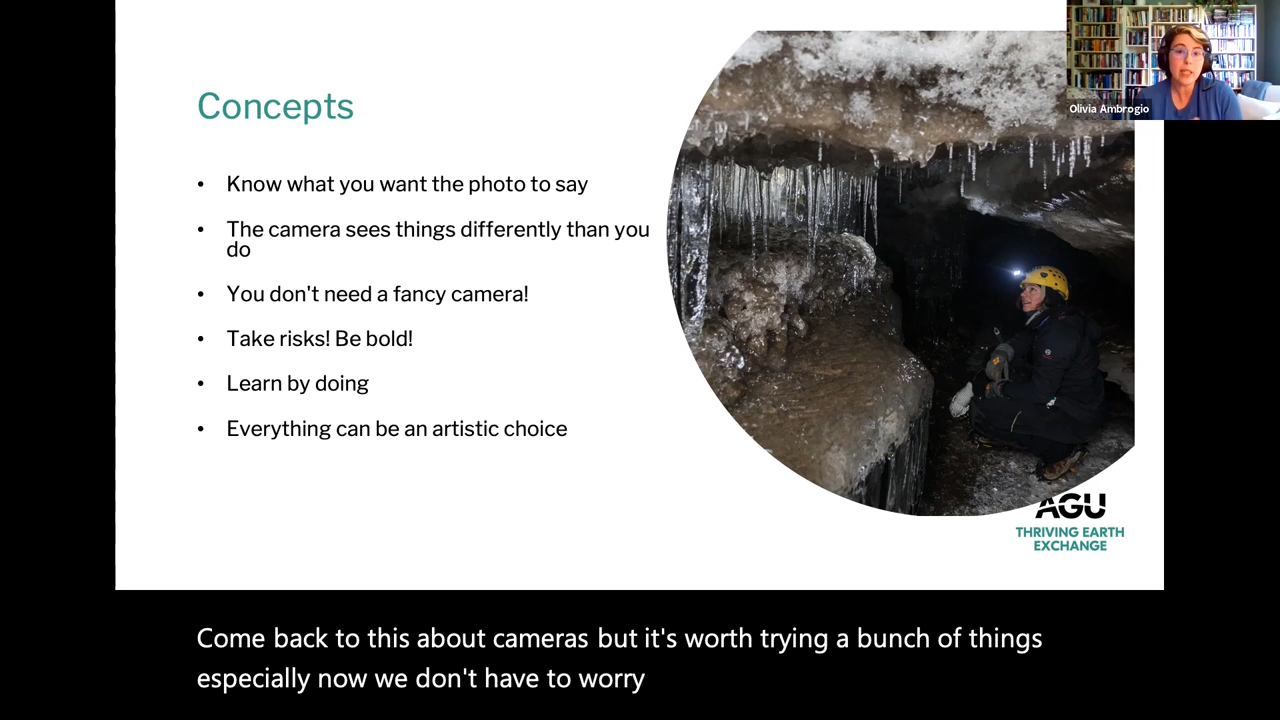 Olivia Ambrogio
Concepts
• Know what you want the photo to say
• The camera sees things differently than you
do
• You don't need a fancy camera!
• Take risks! Be bold!
• Learn by doing
• Everything can be an artistic choice
AGU
THRIVING EARTH
EXCHANGE
Come back to this about cameras but it's worth trying a bunch of things
especially now we don't have to worry